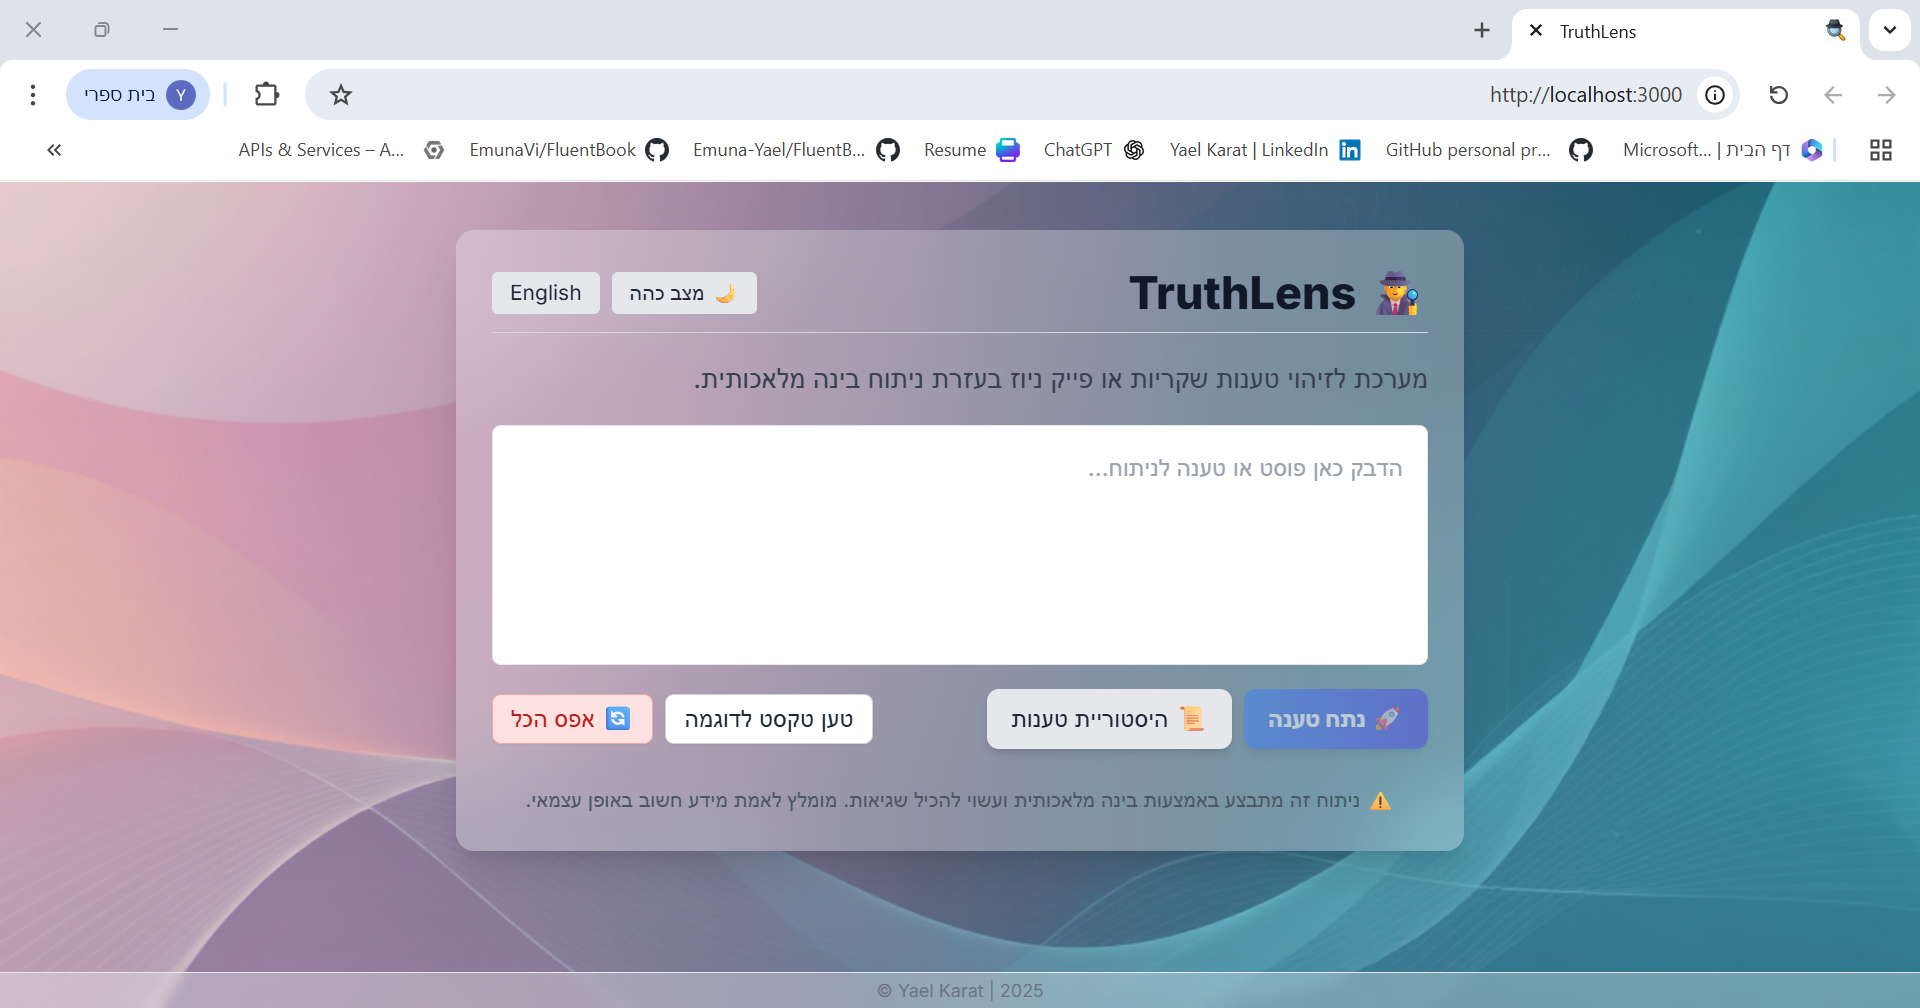 TruthLens
http://localhost:3000
Y בית ספרי
דף הבית | Microsoft...
GitHub personal pr...
Yael Karat | LinkedIn
ChatGPT
Resume
Emuna-Yael/FluentB...
EmunaVi/FluentBook
APIs & Services – A...
TruthLens
מצב כהה
English
מערכת לזיהוי טענות שקריות או פייק ניוז בעזרת ניתוח בינה מלאכותית.
הדבק כאן פוסט או טענה לניתוח...
נתח טענה
היסטוריית טענות
טען טקסט לדוגמה
אפס הכל
ניתוח זה מתבצע באמצעות בינה מלאכותית ועשוי להכיל שגיאות. מומלץ לאמת מידע חשוב באופן עצמאי.
© Yael Karat | 2025